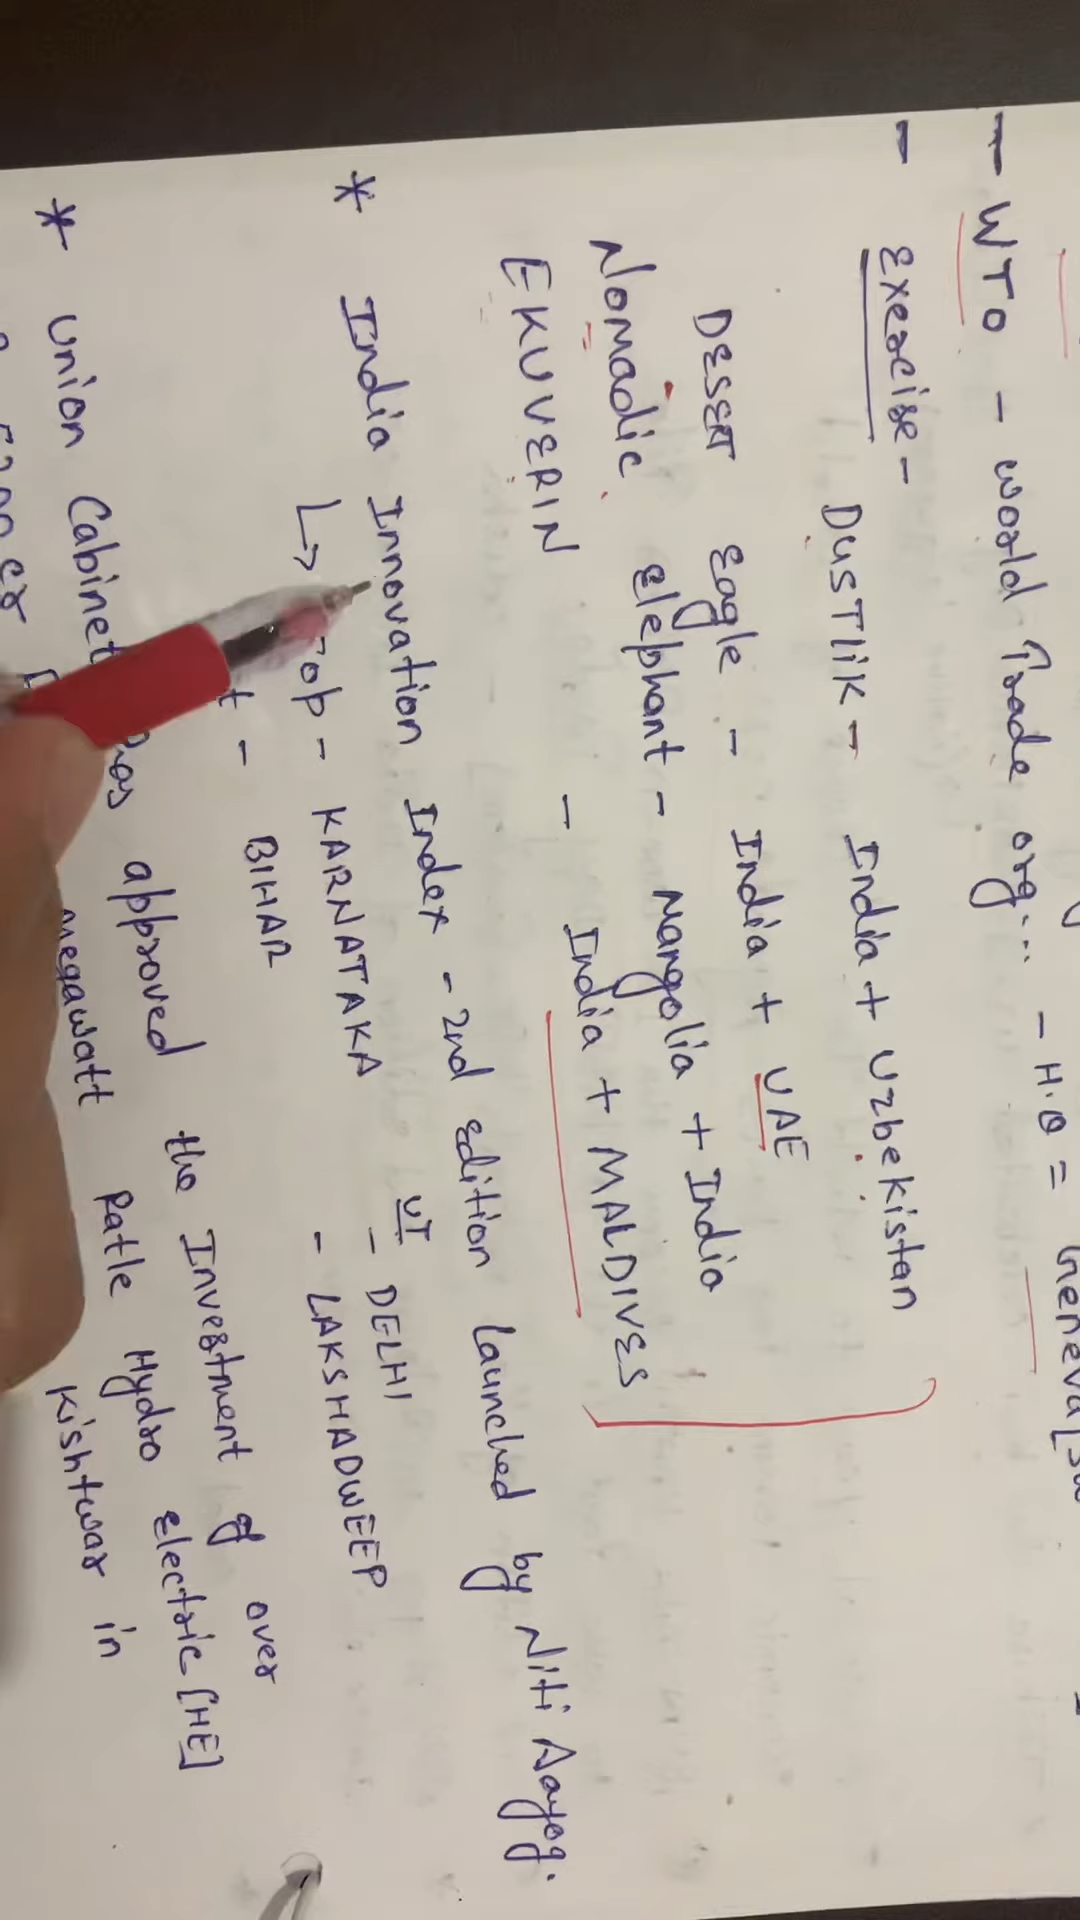 - WTO - World Trade org... - H.Q = Geneva
- Exercise - DUSTLIK - India + Uzbekistan
DESERT Eagle - India + UAE
Nomadic Elephant - Mangolia + India
EKUVERIN - India + MALDIVES
* India Innovation Index - 2nd Edition launched by Niti Aayog.
↳ Top - KARNATAKA UT - DELHI
- BIHAR - LAKSHADWEEP
* Union Cabinet has approved the Investment of over
megawatt Ratle Hydro Electric [HE]
Kishtwar in